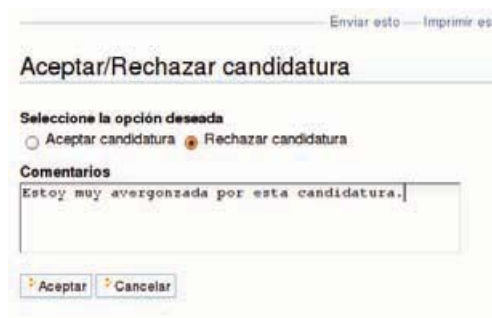 Enviar esto — Imprimir es
Aceptar/Rechazar candidatura
Seleccione la opción deseada
Aceptar candidatura Rechazar candidatura
Comentarios
Estoy muy avergonzada por esta candidatura.
Aceptar Cancelar